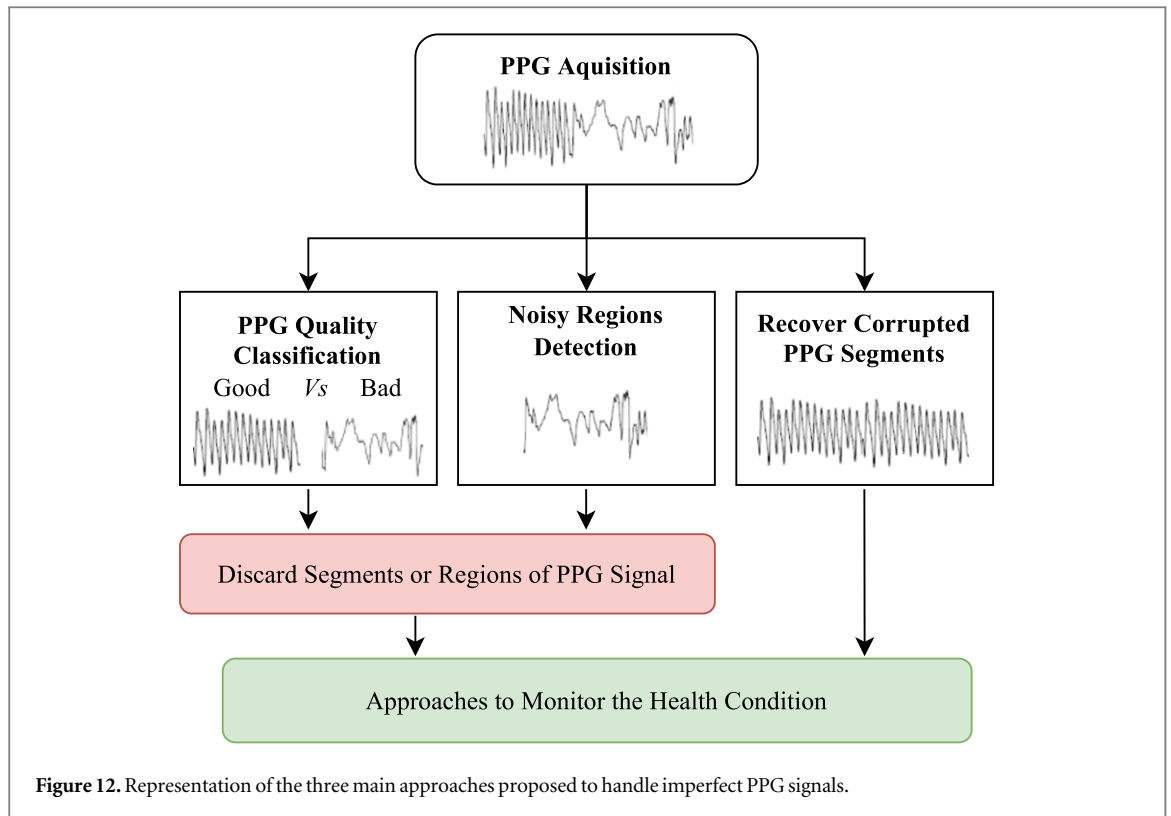 PPG Aquisition
PPG Quality
Classification
Good Vs Bad
Noisy Regions
Detection
Recover Corrupted
PPG Segments
Discard Segments or Regions of PPG Signal
Approaches to Monitor the Health Condition
Figure 12. Representation of the three main approaches proposed to handle imperfect PPG signals.